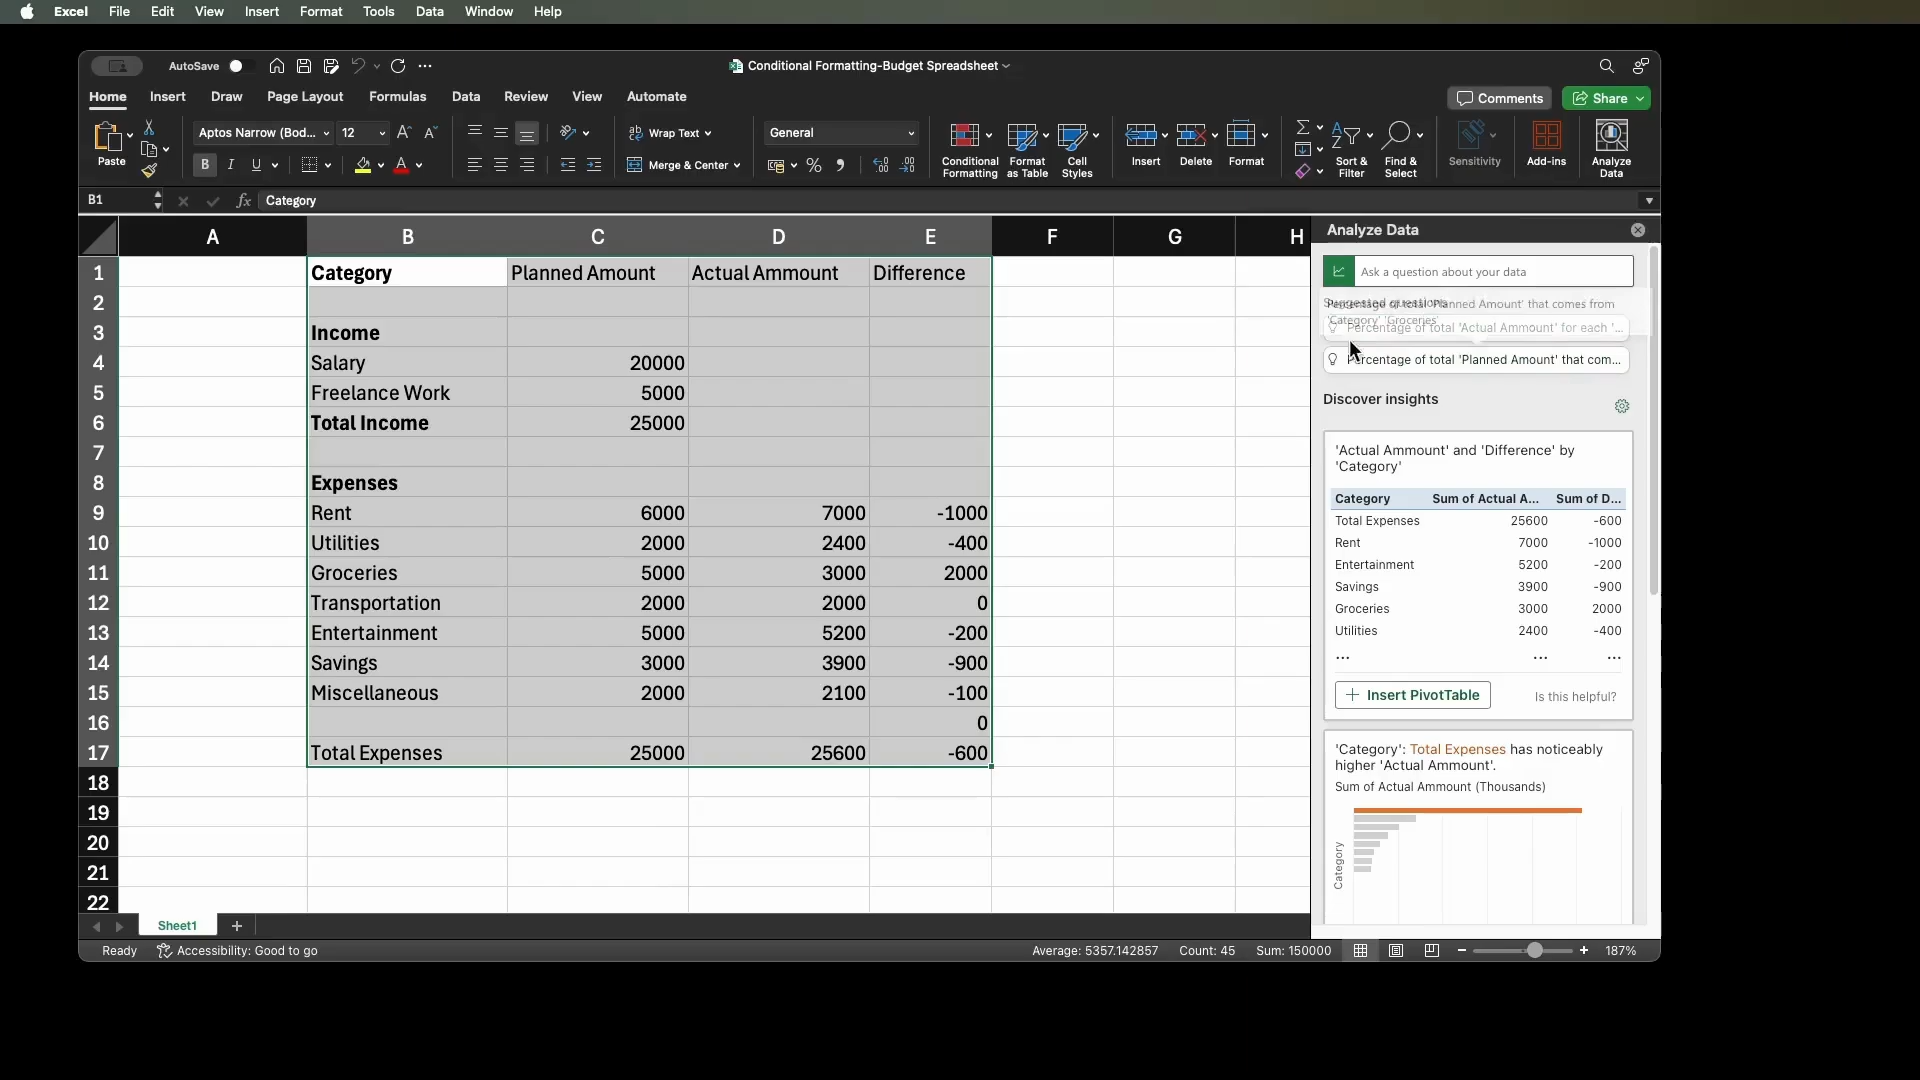 Excel File Edit View Insert Format Tools Data Window Help
AutoSave
Conditional Formatting-Budget Spreadsheet
Home Insert Draw Page Layout Formulas Data Review View Automate
Comments Share
Paste
Aptos Narrow (Bod... 12
B I U
Wrap Text
Merge & Center
General
Conditional Formatting
Format as Table
Cell Styles
Insert
Delete
Format
Sort & Filter
Find & Select
Sensitivity
Add-ins
Analyze Data
B1 fx Category
A B C D E F G H
1 Category Planned Amount Actual Ammount Difference
2
3 Income
4 Salary 20000
5 Freelance Work 5000
6 Total Income 25000
7
8 Expenses
9 Rent 6000 7000 -1000
10 Utilities 2000 2400 -400
11 Groceries 5000 3000 2000
12 Transportation 2000 2000 0
13 Entertainment 5000 5200 -200
14 Savings 3000 3900 -900
15 Miscellaneous 2000 2100 -100
16 0
17 Total Expenses 25000 25600 -600
18
19
20
21
22
Analyze Data
Ask a question about your data
Suggested questions
Percentage of total 'Planned Amount' that comes from
'Category' 'Groceries'
Percentage of total 'Actual Ammount' for each '...
Percentage of total 'Planned Amount' that com...
Discover insights
'Actual Ammount' and 'Difference' by
'Category'
Category Sum of Actual A... Sum of D...
Total Expenses 25600 -600
Rent 7000 -1000
Entertainment 5200 -200
Savings 3900 -900
Groceries 3000 2000
Utilities 2400 -400
... ... ...
+ Insert PivotTable Is this helpful?
'Category': Total Expenses has noticeably
higher 'Actual Ammount'.
Sum of Actual Ammount (Thousands)
Category
Sheet1 +
Ready Accessibility: Good to go Average: 5357.142857 Count: 45 Sum: 150000 187%